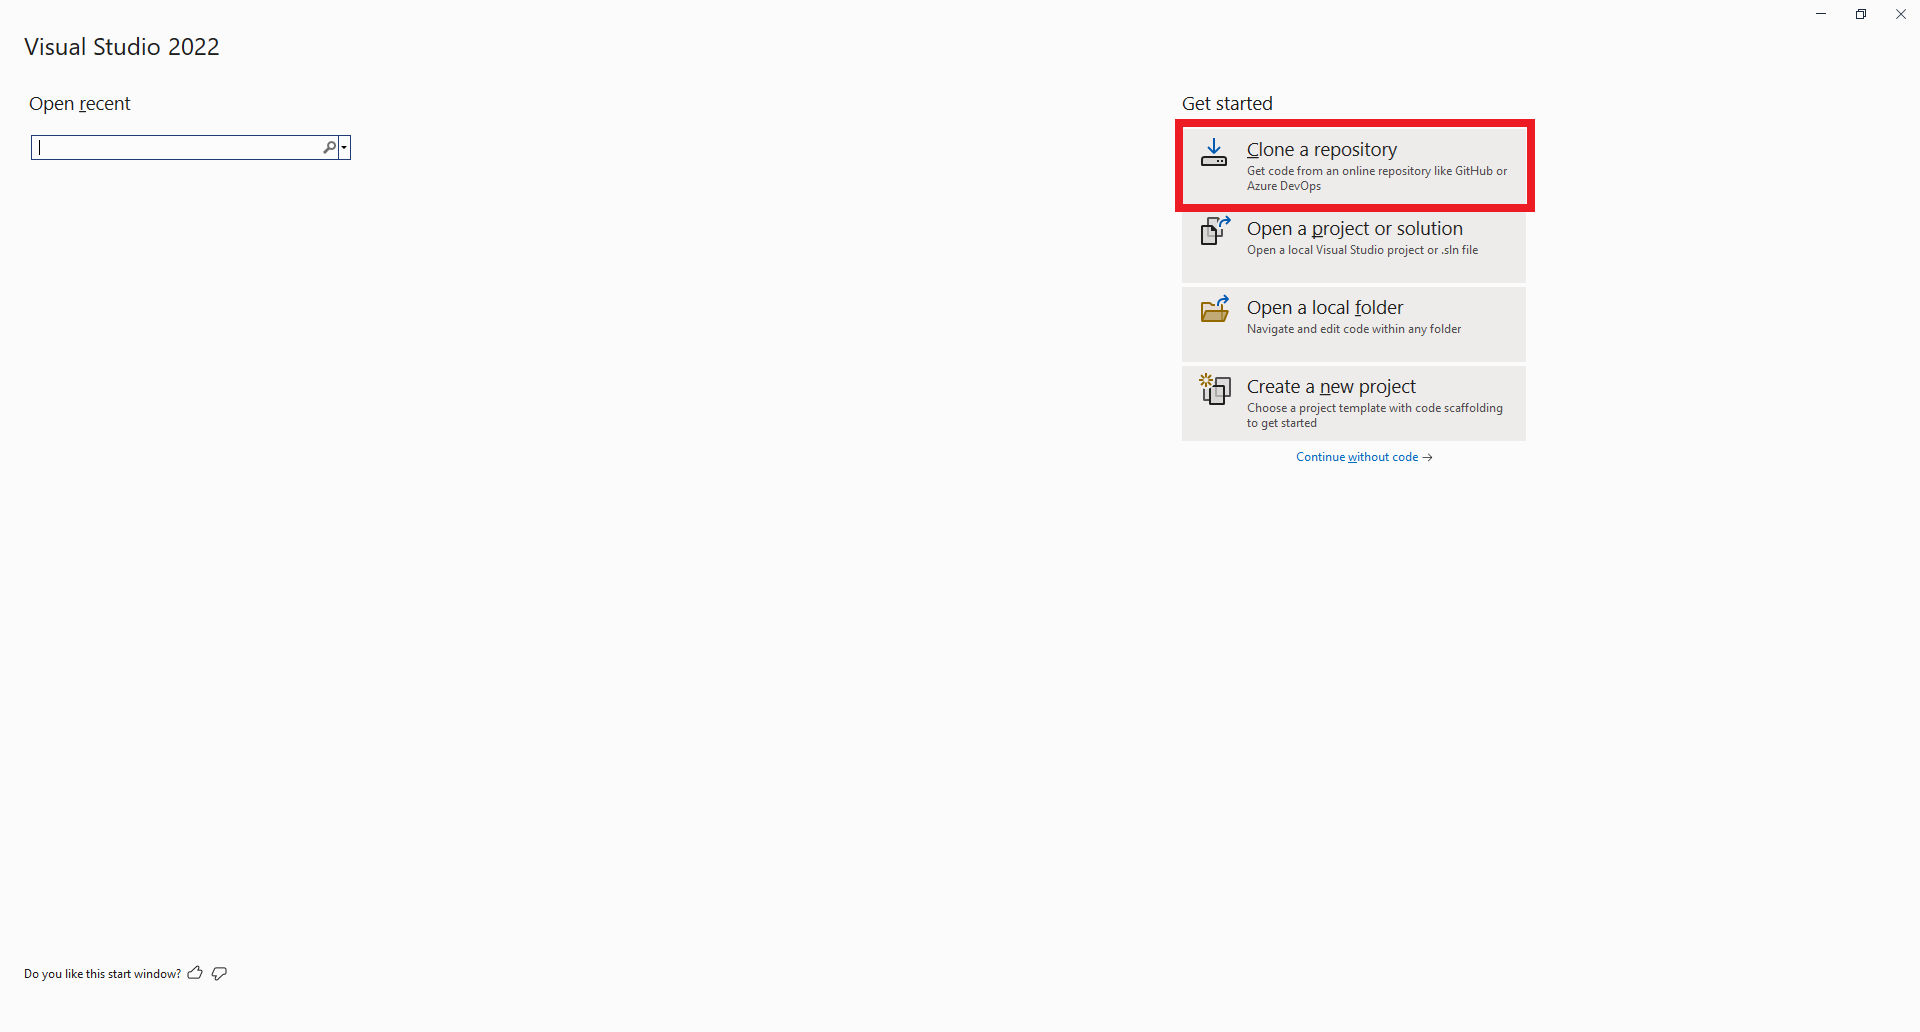 Visual Studio 2022
Open recent
Get started
Clone a repository
Get code from an online repository like GitHub or
Azure DevOps
Open a project or solution
Open a local Visual Studio project or .sln file
Open a local folder
Navigate and edit code within any folder
Create a new project
Choose a project template with code scaffolding
to get started
Continue without code →
Do you like this start window?